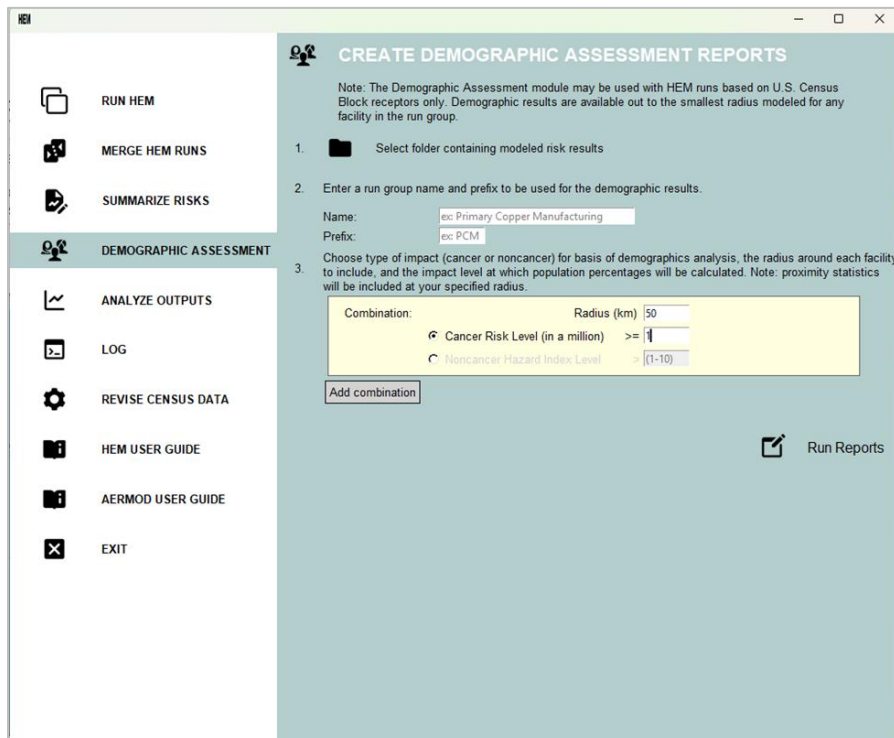 HEM
RUN HEM
MERGE HEM RUNS
SUMMARIZE RISKS
DEMOGRAPHIC ASSESSMENT
ANALYZE OUTPUTS
LOG
REVISE CENSUS DATA
HEM USER GUIDE
AERMOD USER GUIDE
EXIT
CREATE DEMOGRAPHIC ASSESSMENT REPORTS
Note: The Demographic Assessment module may be used with HEM runs based on U.S. Census
Block receptors only. Demographic results are available out to the smallest radius modeled for any
facility in the run group.
1. Select folder containing modeled risk results
2. Enter a run group name and prefix to be used for the demographic results.
Name: ex: Primary Copper Manufacturing
Prefix: ex: PCM
Choose type of impact (cancer or noncancer) for basis of demographics analysis, the radius around each facility
3. to include, and the impact level at which population percentages will be calculated. Note: proximity statistics
will be included at your specified radius.
Combination: Radius (km) 50
Cancer Risk Level (in a million) >= 1
Noncancer Hazard Index Level > (1-10)
Add combination
Run Reports